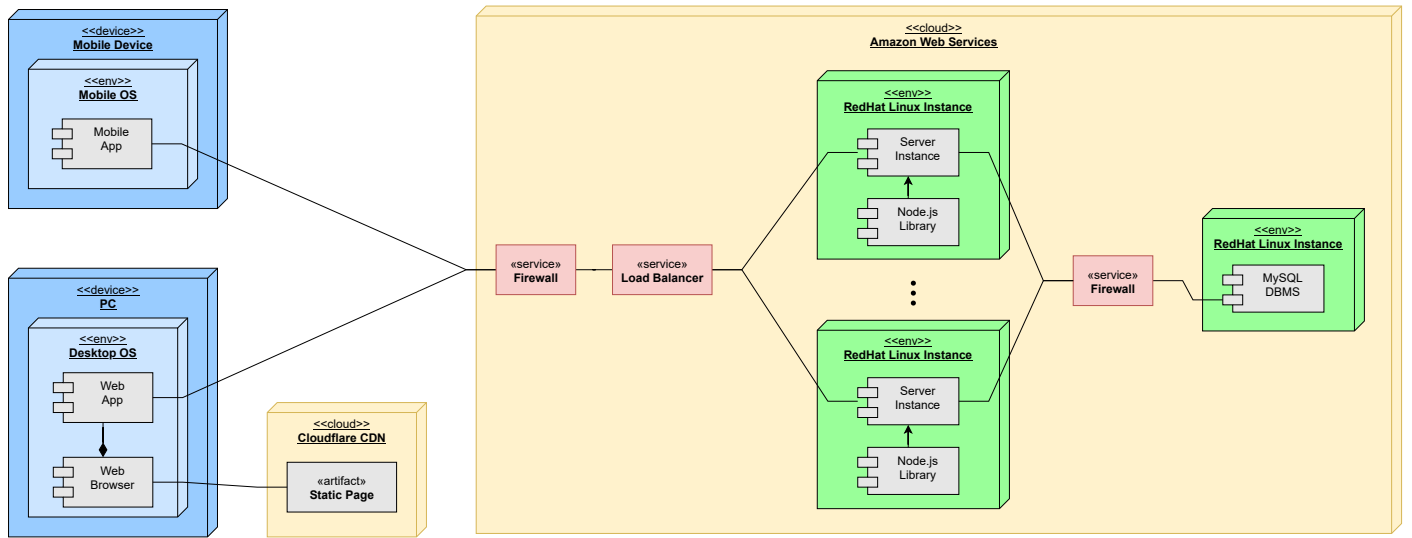 <<device>>
Mobile Device
<<env>>
Mobile OS
Mobile
App
<<device>>
PC
<<env>>
Desktop OS
Web
App
Web
Browser
<<cloud>>
Cloudflare CDN
«artifact»
Static Page
<<cloud>>
Amazon Web Services
«service»
Firewall
«service»
Load Balancer
<<env>>
RedHat Linux Instance
Server
Instance
Node.js
Library
<<env>>
RedHat Linux Instance
Server
Instance
Node.js
Library
«service»
Firewall
<<env>>
RedHat Linux Instance
MySQL
DBMS